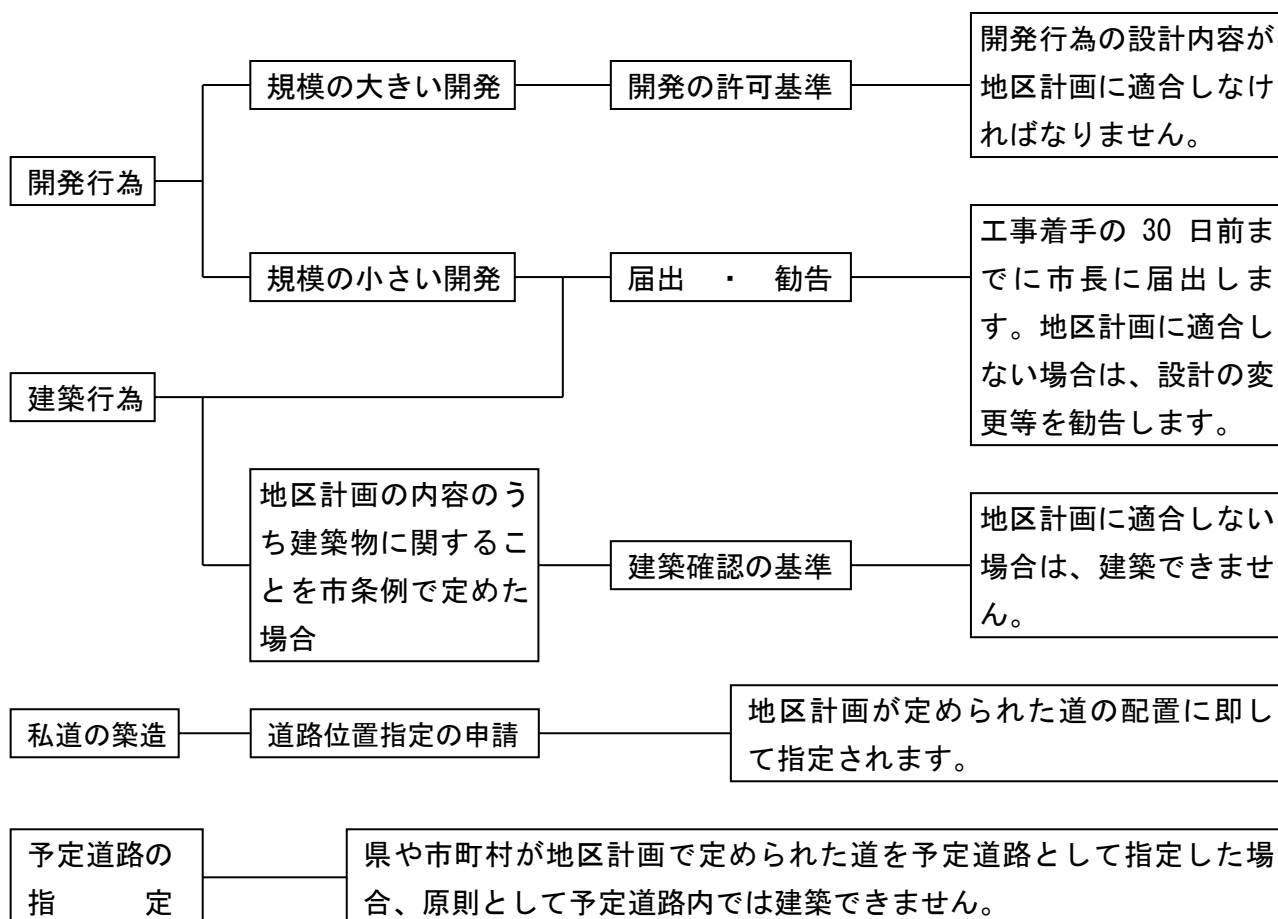 開発行為の設計内容が
地区計画に適合しなけ
ればなりません。
規模の大きい開発
開発の許可基準
開発行為
工事着手の 30 日前ま
でに市長に届出しま
す。地区計画に適合し
ない場合は、設計の変
更等を勧告します。
規模の小さい開発
届出 ・ 勧告
建築行為
地区計画の内容のう
ち建築物に関するこ
とを市条例で定めた
場合
建築確認の基準
地区計画に適合しない
場合は、建築できませ
ん。
私道の築造
道路位置指定の申請
地区計画が定められた道の配置に即し
て指定されます。
予定道路の
指 定
県や市町村が地区計画で定められた道を予定道路として指定した場
合、原則として予定道路内では建築できません。